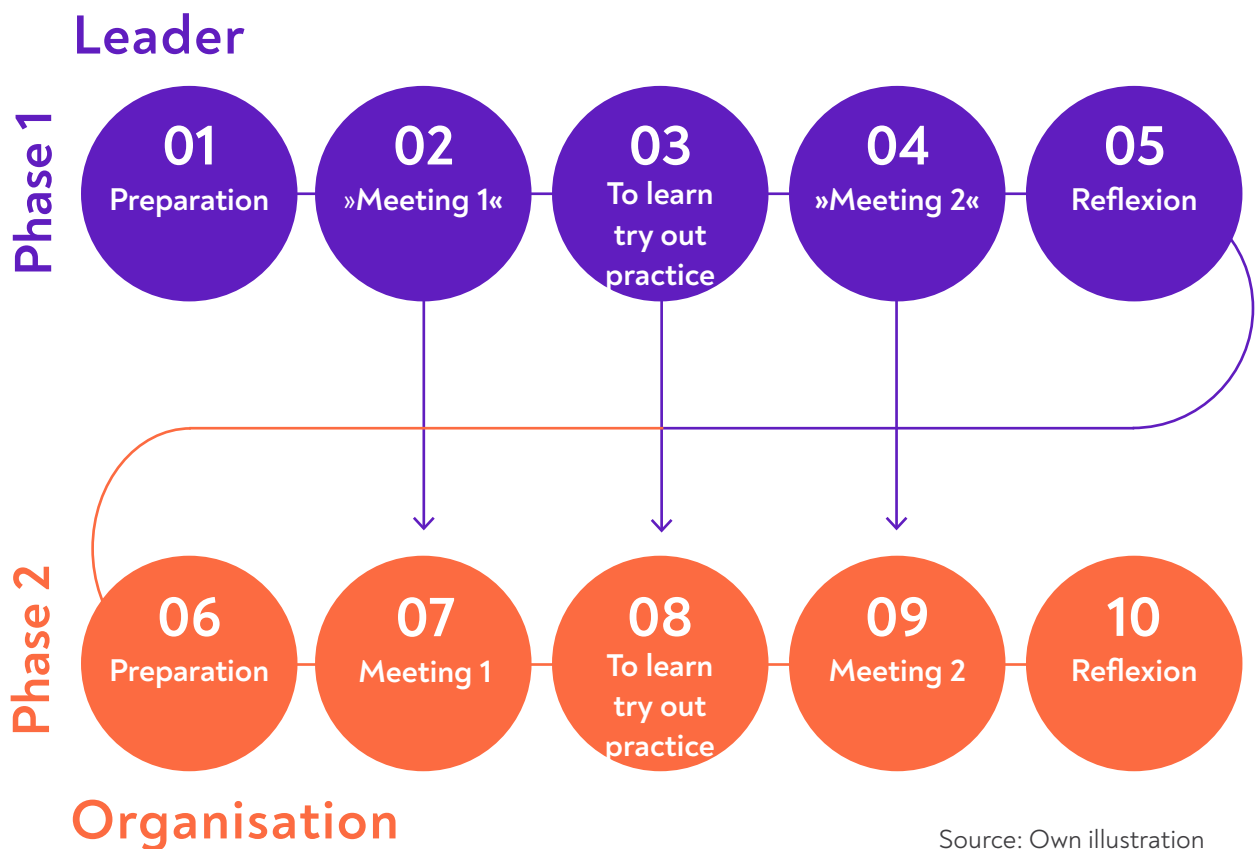 Leader
Phase 1
01
Preparation
02
»Meeting 1«
03
To learn
try out
practice
04
»Meeting 2«
05
Reflexion
Phase 2
06
Preparation
07
Meeting 1
08
To learn
try out
practice
09
Meeting 2
10
Reflexion
Organisation
Source: Own illustration